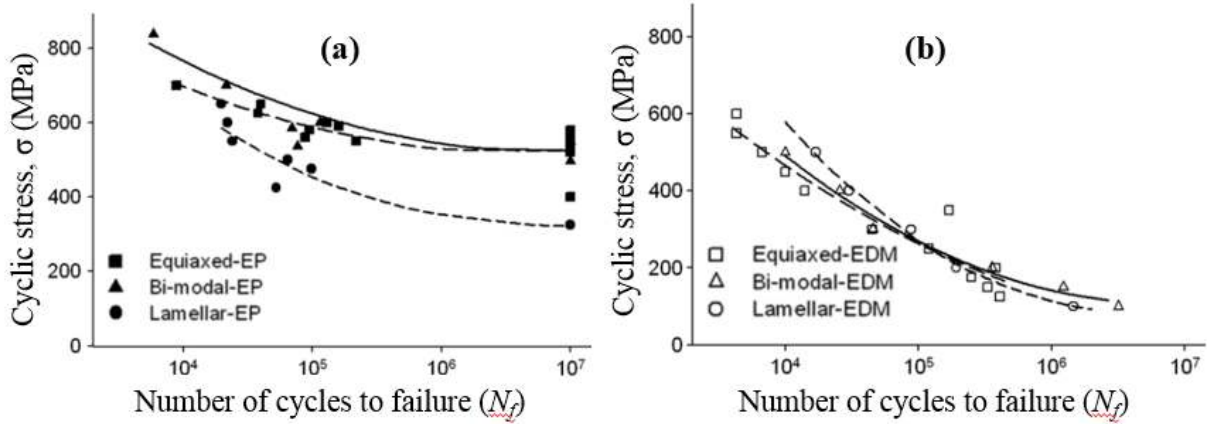 Cyclic stress, σ (MPa)
800
600
400
200
0
(a)
Equiaxed-EP
Bi-modal-EP
Lamellar-EP
10⁴
10⁵
10⁶
10⁷
Number of cycles to failure (N_f)
Cyclic stress, σ (MPa)
800
600
400
200
0
(b)
Equiaxed-EDM
Bi-modal-EDM
Lamellar-EDM
10⁴
10⁵
10⁶
10⁷
Number of cycles to failure (N_f)